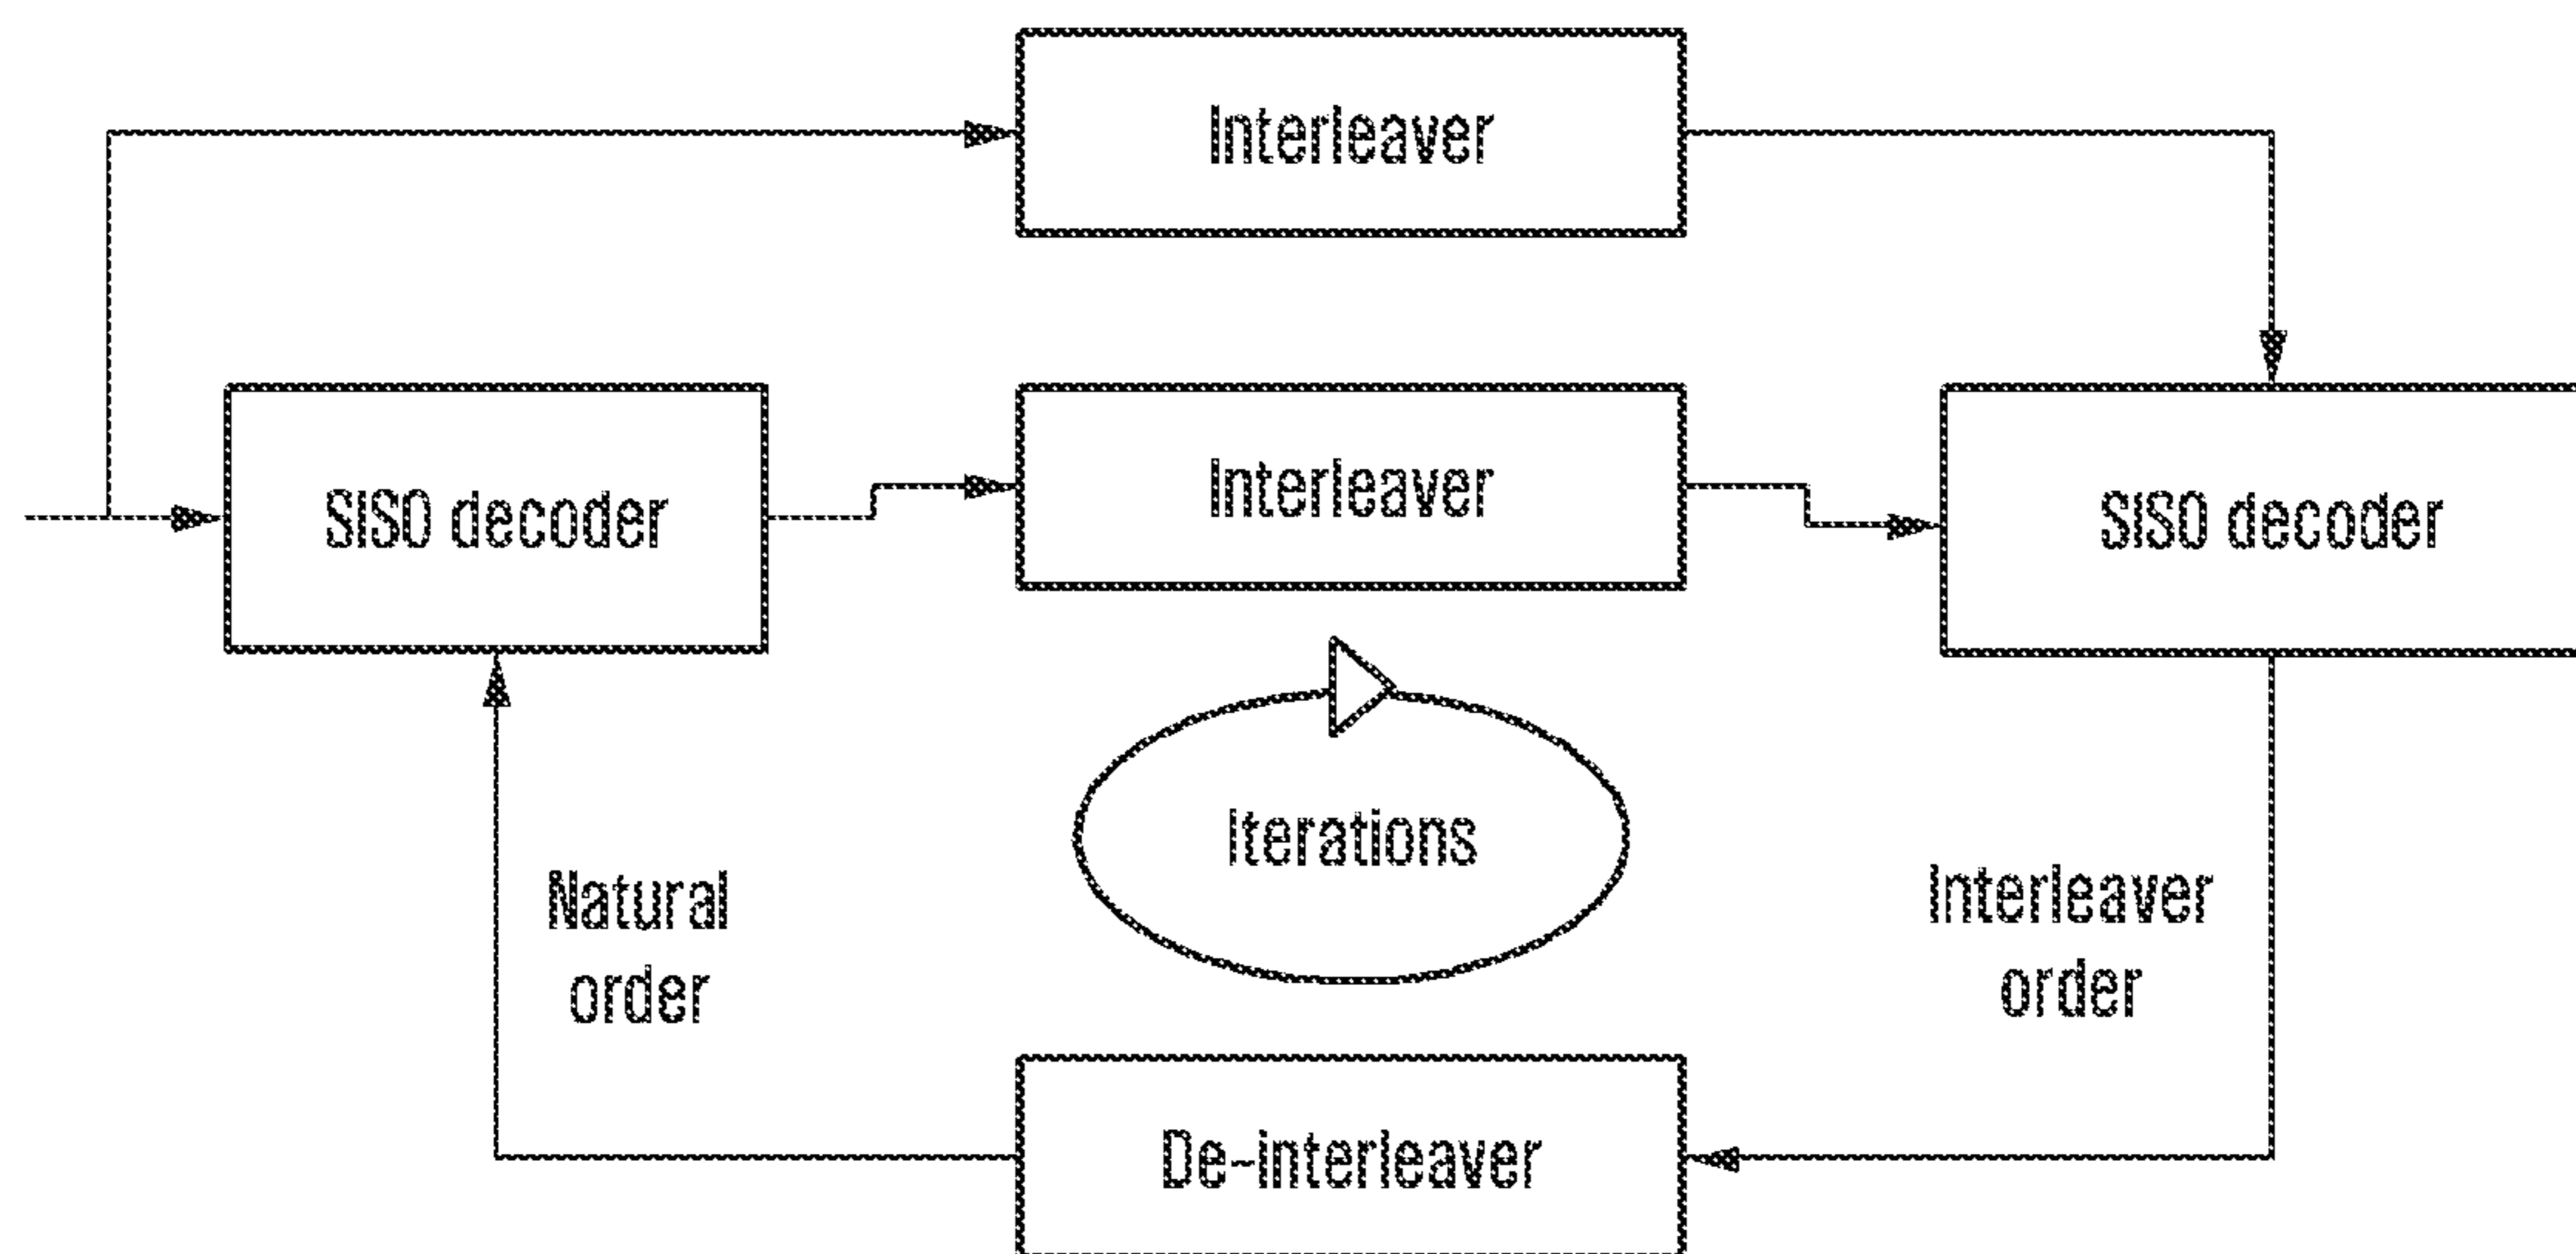 Interleaver
SISO decoder
Interleaver
SISO decoder
Iterations
Natural
order
Interleaver
order
De-interleaver